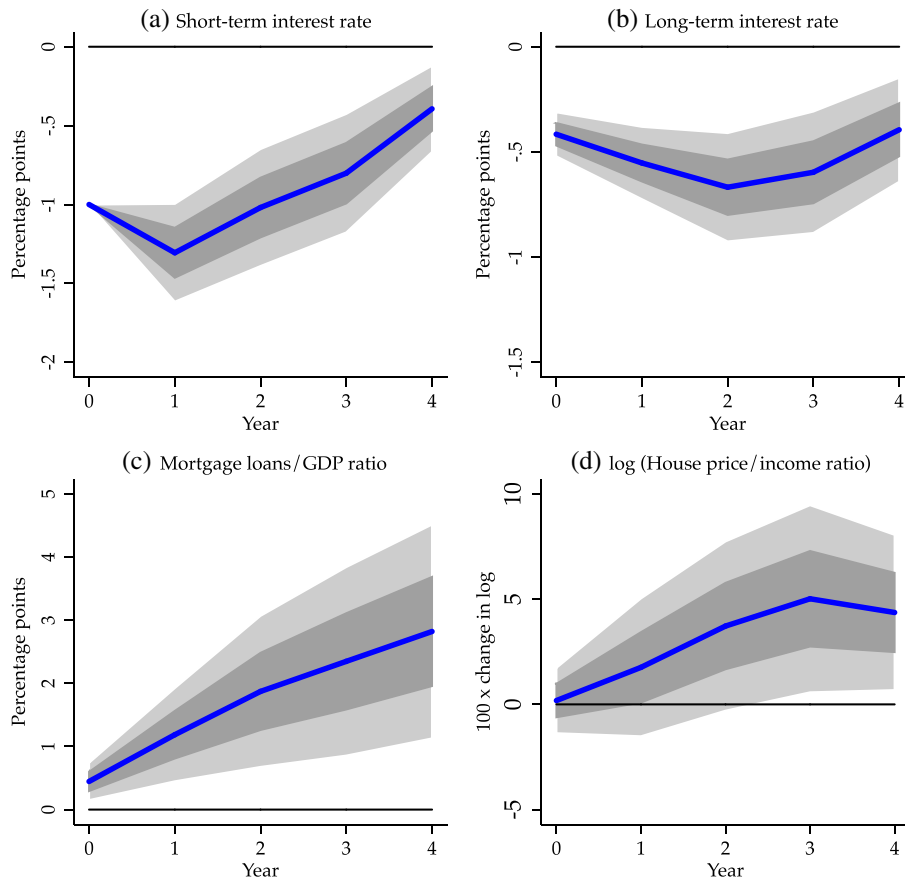 (a) Short-term interest rate
Percentage points
0
-.5
-1
-1.5
-2
0 1 2 3 4
Year
(b) Long-term interest rate
Percentage points
0
-.5
-1
-1.5
0 1 2 3 4
Year
(c) Mortgage loans/GDP ratio
Percentage points
5
4
3
2
1
0
0 1 2 3 4
Year
(d) log (House price/income ratio)
100 x change in log
10
5
0
-5
0 1 2 3 4
Year